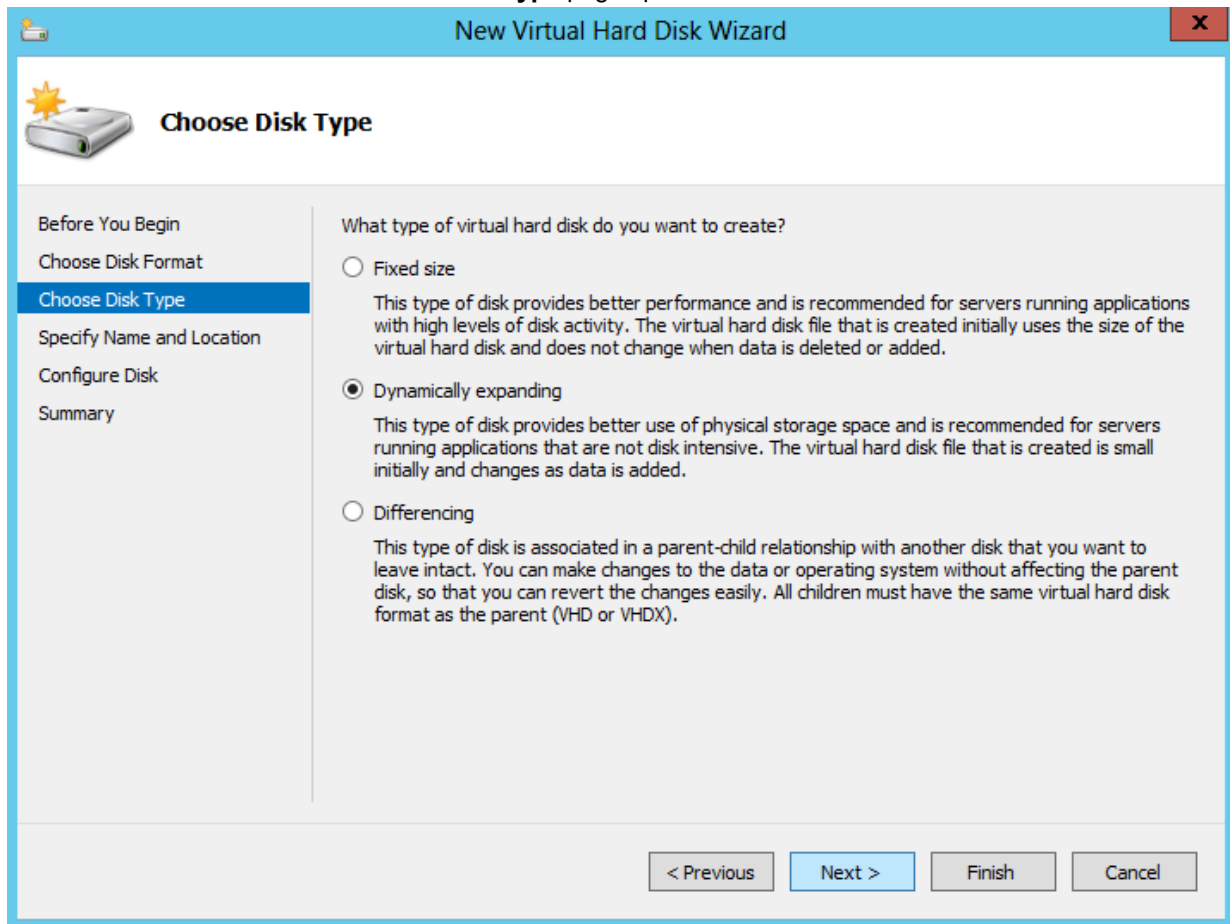 New Virtual Hard Disk Wizard
x
Choose Disk Type
Before You Begin
Choose Disk Format
Choose Disk Type
Specify Name and Location
Configure Disk
Summary
What type of virtual hard disk do you want to create?
Fixed size
This type of disk provides better performance and is recommended for servers running applications
with high levels of disk activity. The virtual hard disk file that is created initially uses the size of the
virtual hard disk and does not change when data is deleted or added.
Dynamically expanding
This type of disk provides better use of physical storage space and is recommended for servers
running applications that are not disk intensive. The virtual hard disk file that is created is small
initially and changes as data is added.
Differencing
This type of disk is associated in a parent-child relationship with another disk that you want to
leave intact. You can make changes to the data or operating system without affecting the parent
disk, so that you can revert the changes easily. All children must have the same virtual hard disk
format as the parent (VHD or VHDX).
< Previous
Next >
Finish
Cancel